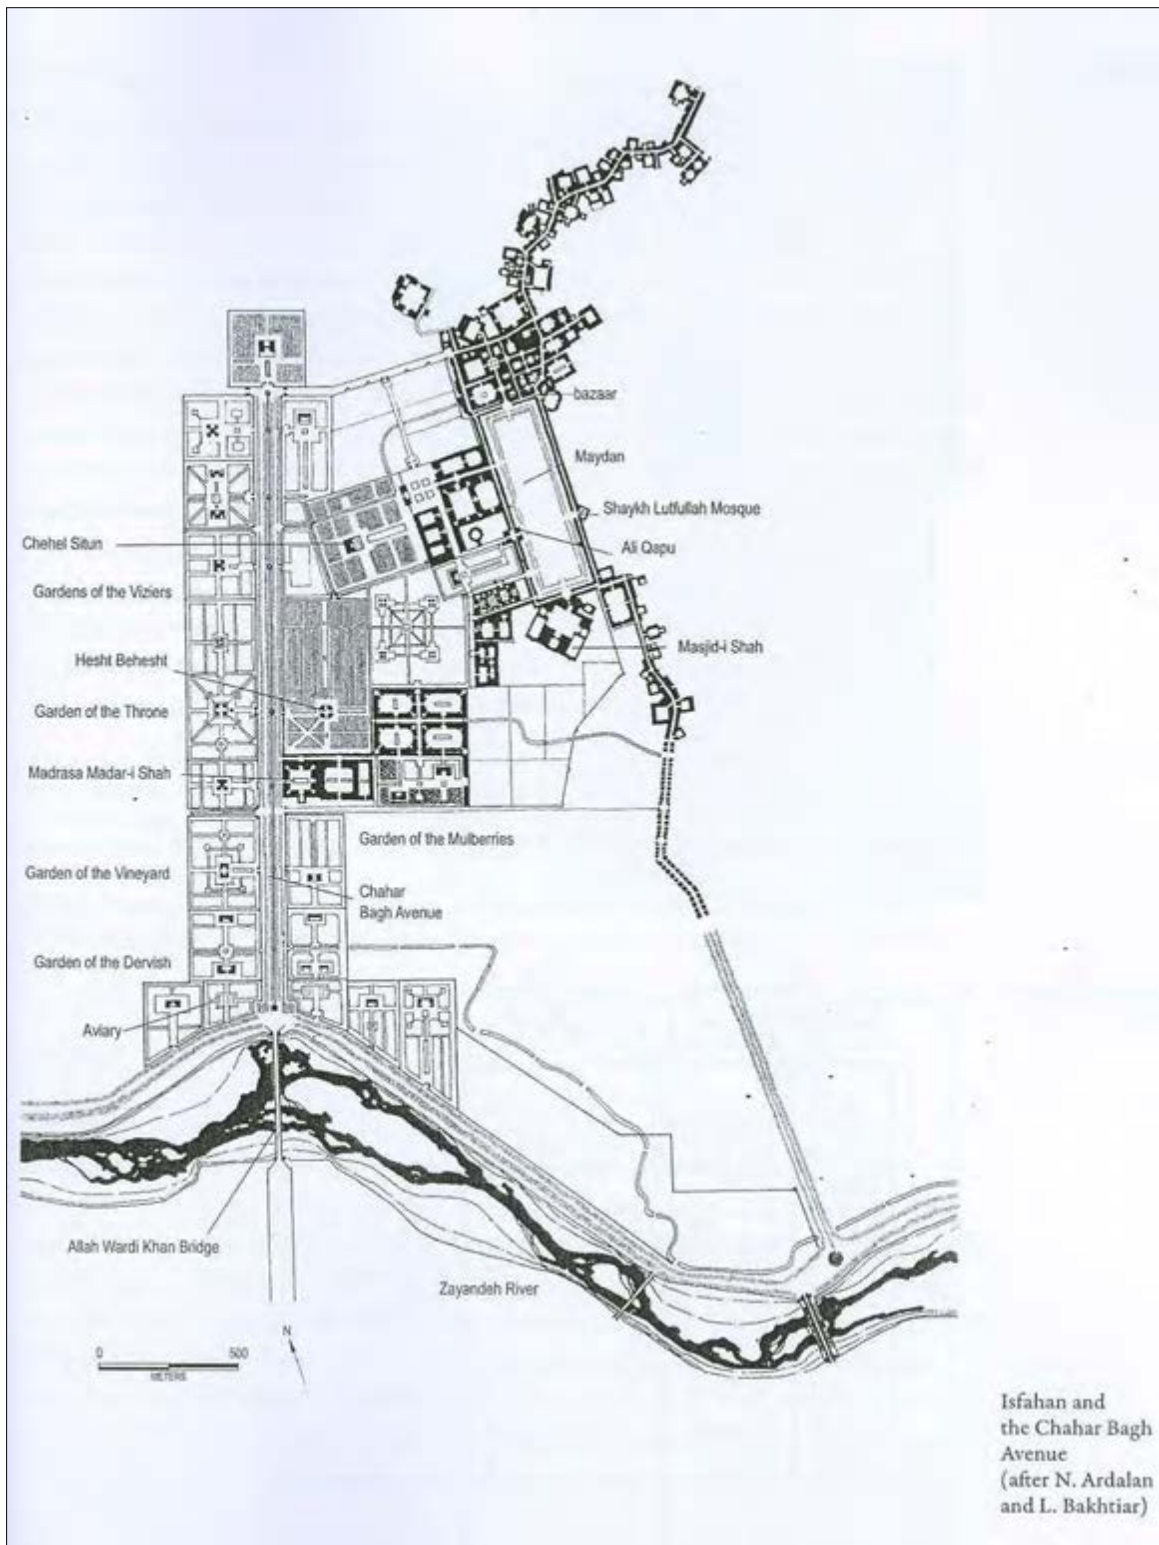 bazaar
Maydan
Shaykh Lutfullah Mosque
Chehel Situn
Ali Qapu
Gardens of the Viziers
Masjid-i Shah
Hesht Behesht
Garden of the Throne
Madrasa Madar-i Shah
Garden of the Mulberries
Garden of the Vineyard
Chahar
Bagh Avenue
Garden of the Dervish
Aviary
Allah Wardi Khan Bridge
Zayandeh River
N
0 500
METERS
Isfahan and
the Chahar Bagh
Avenue
(after N. Ardalan
and L. Bakhtiar)